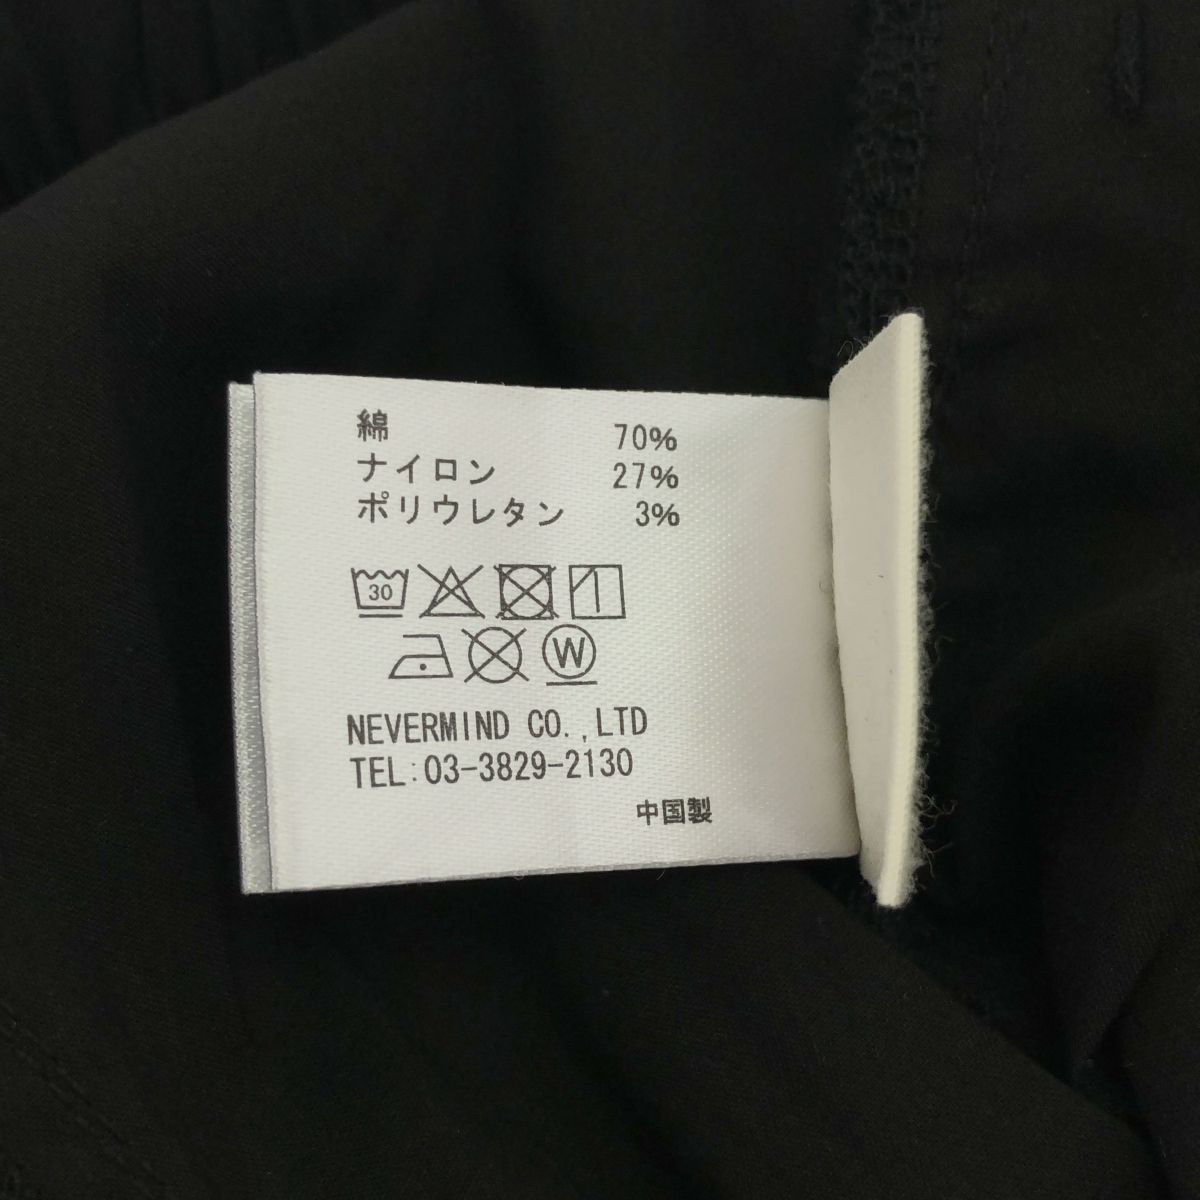 綿 70%
ナイロン 27%
ポリウレタン 3%
30
W
NEVERMIND CO.,LTD
TEL:03-3829-2130
中国製